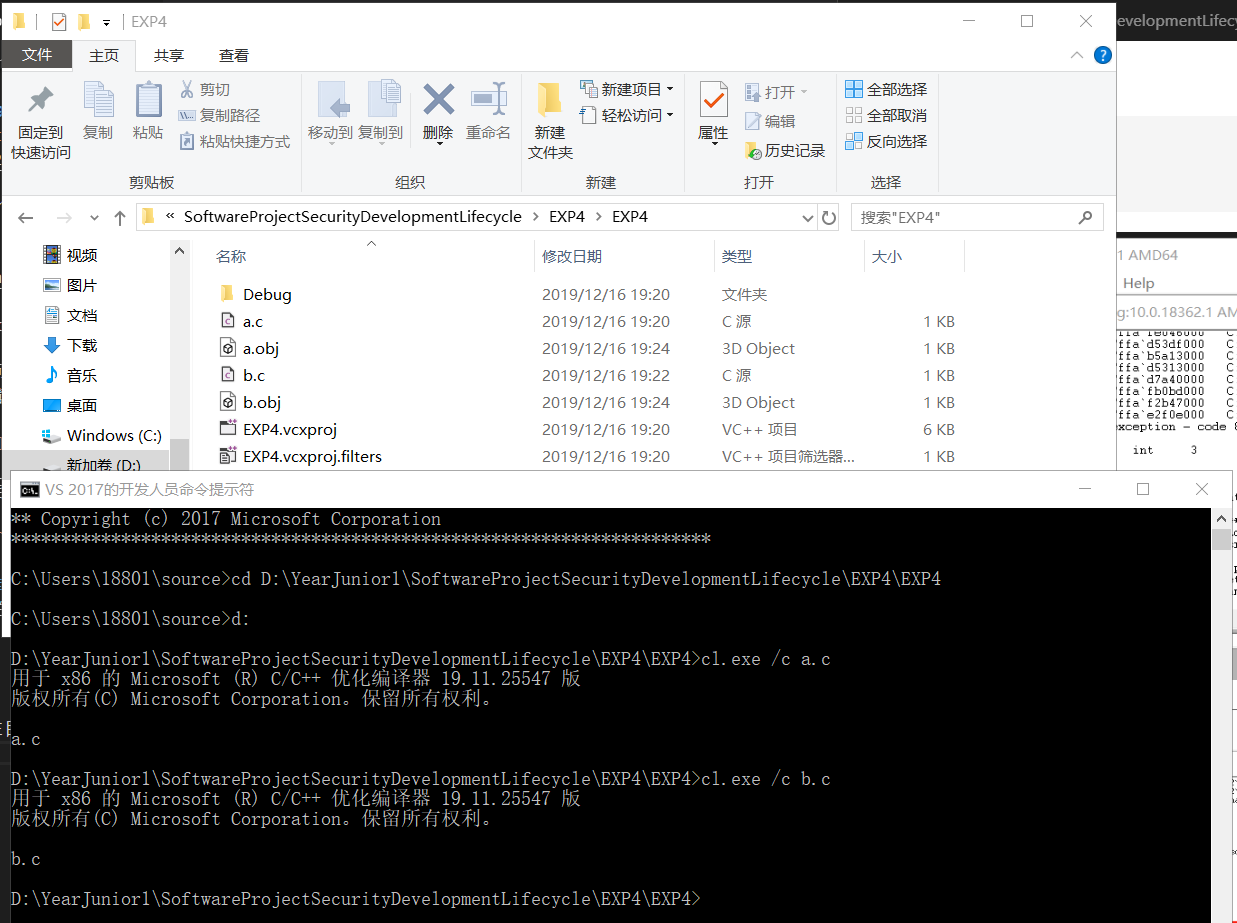 EXP4
evelopmentLifecy
文件 主页 共享 查看
固定到快速访问
复制
粘贴
剪切
复制路径
粘贴快捷方式
移动到 复制到 删除 重命名
新建文件夹
新建项目
轻松访问
属性
打开
编辑
历史记录
全部选择
全部取消
反向选择
剪贴板 组织 新建 打开 选择
« SoftwareProjectSecurityDevelopmentLifecycle > EXP4 > EXP4
搜索"EXP4"
视频
图片
文档
下载
音乐
桌面
Windows (C:)
新加卷 (D:)
名称 修改日期 类型 大小
Debug 2019/12/16 19:20 文件夹
a.c 2019/12/16 19:20 C 源 1 KB
a.obj 2019/12/16 19:24 3D Object 1 KB
b.c 2019/12/16 19:22 C 源 1 KB
b.obj 2019/12/16 19:24 3D Object 1 KB
EXP4.vcxproj 2019/12/16 19:20 VC++ 项目 6 KB
EXP4.vcxproj.filters 2019/12/16 19:20 VC++ 项目筛选器... 1 KB
1 AMD64
Help
g:10.0.18362.1 AM
ffa`d53df000 C
ffa`b5a13000 C
ffa`d5313000 C
ffa`d7a40000 C
ffa`fb0bd000 C
ffa`f2b47000 C
ffa`e2f0e000 C
exception - code 8
int 3
VS 2017的开发人员命令提示符
** Copyright (c) 2017 Microsoft Corporation
**********************************************************************
C:\Users\18801\source>cd D:\YearJunior1\SoftwareProjectSecurityDevelopmentLifecycle\EXP4\EXP4
C:\Users\18801\source>d:
D:\YearJunior1\SoftwareProjectSecurityDevelopmentLifecycle\EXP4\EXP4>cl.exe /c a.c
用于 x86 的 Microsoft (R) C/C++ 优化编译器 19.11.25547 版
版权所有(C) Microsoft Corporation。保留所有权利。
a.c
D:\YearJunior1\SoftwareProjectSecurityDevelopmentLifecycle\EXP4\EXP4>cl.exe /c b.c
用于 x86 的 Microsoft (R) C/C++ 优化编译器 19.11.25547 版
版权所有(C) Microsoft Corporation。保留所有权利。
b.c
D:\YearJunior1\SoftwareProjectSecurityDevelopmentLifecycle\EXP4\EXP4>